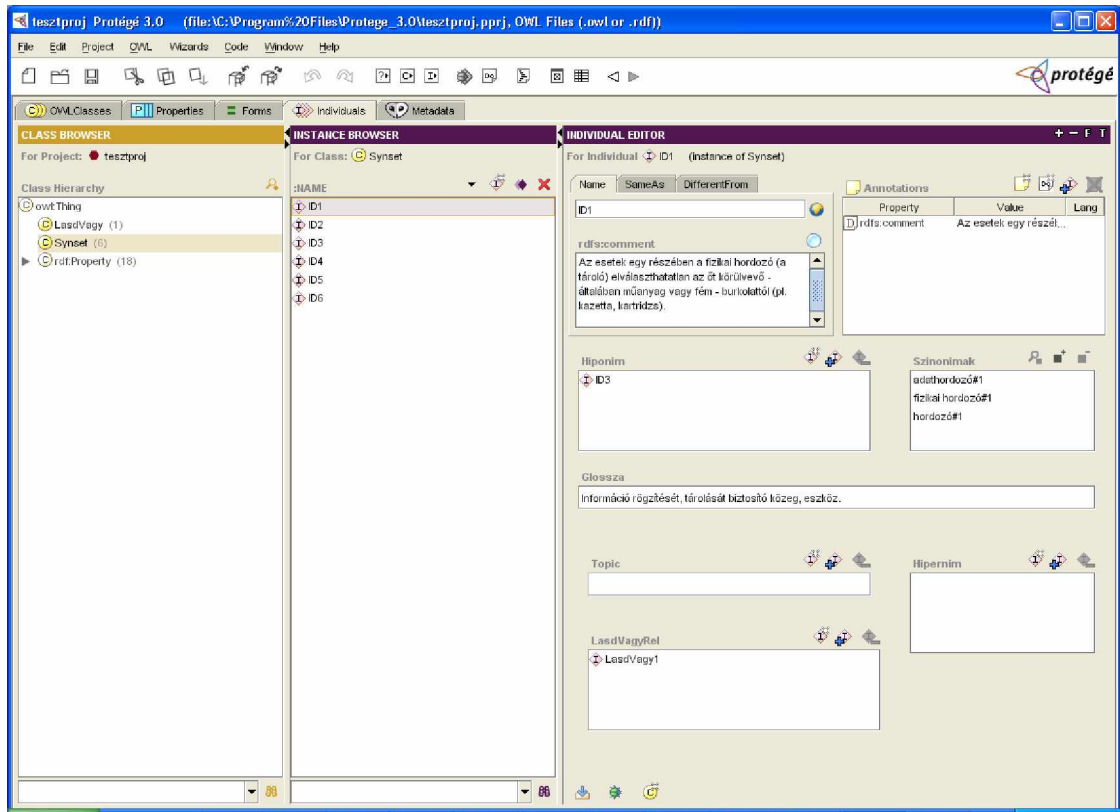 tesztproj Protégé 3.0 (file:\C:\Program%20Files\Protege_3.0\tesztproj.pprj, OWL Files (.owl or .rdf))
File Edit Project OWL Wizards Code Window Help
protégé
OWLClasses Properties Forms Individuals Metadata
CLASS BROWSER
For Project: tesztproj
Class Hierarchy
owl:Thing
LasdVagy (1)
Synset (6)
rdf:Property (18)
INSTANCE BROWSER
For Class: Synset
:NAME
ID1
ID2
ID3
ID4
ID5
ID6
INDIVIDUAL EDITOR
+ − F T
For Individual ID1 (instance of Synset)
Name SameAs DifferentFrom
ID1
rdfs:comment
Az esetek egy részében a fizikai hordozó (a
tároló) elválaszthatatlan az őt körülvevő -
általában műanyag vagy fém - burkolattól (pl.
kazetta, kartridzs).
Annotations
Property Value Lang
rdfs:comment Az esetek egy részél...
Hiponim
ID3
Szinonimak
adathordozó#1
fizikai hordozó#1
hordozó#1
Glossza
Információ rögzítését, tárolását biztosító közeg, eszköz.
Topic
Hipernim
LasdVagyRel
LasdVagy1